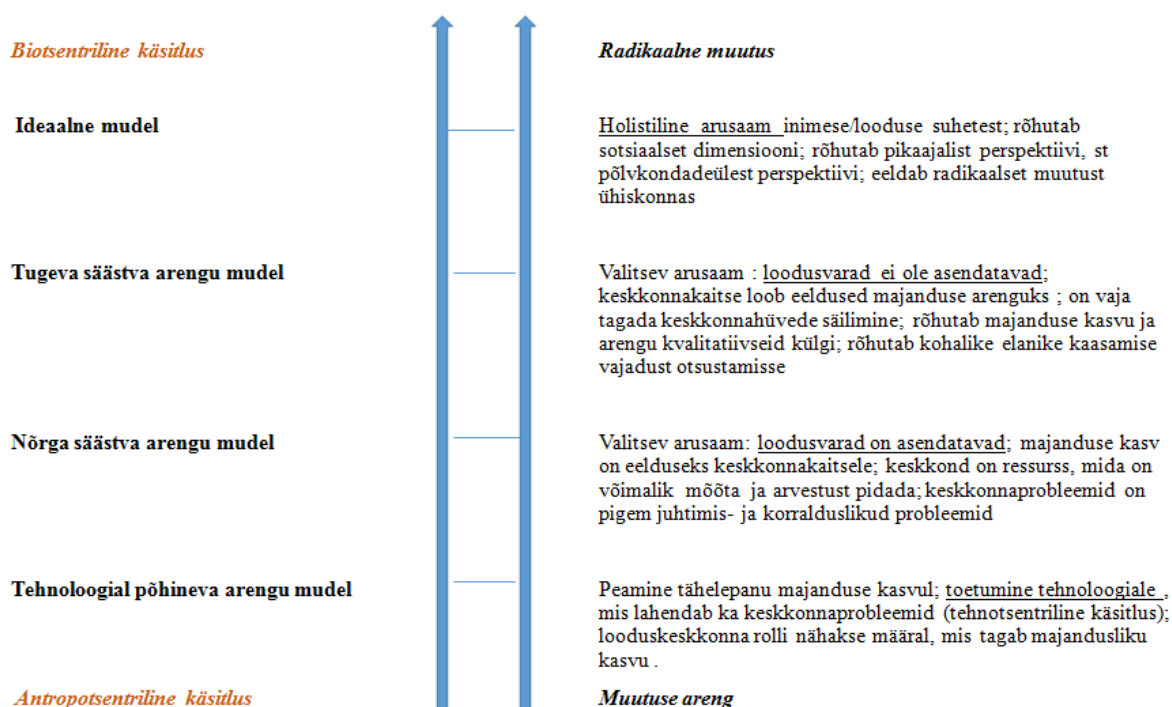 Biotsentriline käsitlus
Radikaalne muutus
Ideaalne mudel
Holistiline arusaam inimese/looduse suhetest; rõhutab
sotsiaalset dimensiooni; rõhutab pikaajalist perspektiivi, st
põlvkondadeülest perspektiivi; eeldab radikaalset muutust
ühiskonnas
Tugeva säästva arengu mudel
Valitsev arusaam : loodusvarad ei ole asendatavad;
keskkonnakaitse loob eeldused majanduse arenguks ; on vaja
tagada keskkonnahüvede säilimine; rõhutab majanduse kasvu ja
arengu kvalitatiivseid külgi; rõhutab kohalike elanike kaasamise
vajadust otsustamisse
Nõrga säästva arengu mudel
Valitsev arusaam: loodusvarad on asendatavad; majanduse kasv
on eelduseks keskkonnakaitsele; keskkond on ressurss, mida on
võimalik mõõta ja arvestust pidada; keskkonnaprobleemid on
pigem juhtimis- ja korralduslikud probleemid
Tehnoloogial põhineva arengu mudel
Peamine tähelepanu majanduse kasvul; toetumine tehnoloogiale ,
mis lahendab ka keskkonnaprobleemid (tehnotsentriline käsitlus);
looduskeskkonna rolli nähakse määral, mis tagab majandusliku
kasvu .
Antropotsentriline käsitlus
Muutuse areng